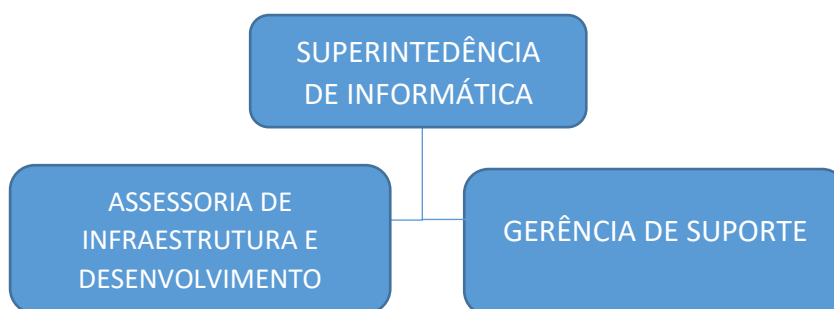 SUPERINTEDÊNCIA
DE INFORMÁTICA
ASSESSORIA DE
INFRAESTRUTURA E
DESENVOLVIMENTO
GERÊNCIA DE SUPORTE